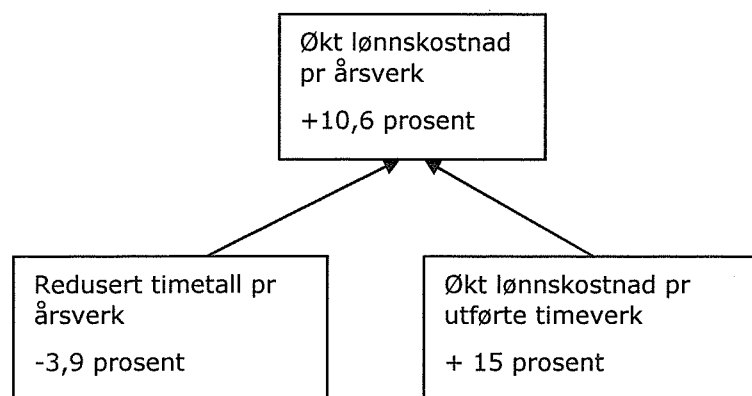 Økt lønnskostnad
pr årsverk
+10,6 prosent
Redusert timetall pr
årsverk
-3,9 prosent
Økt lønnskostnad pr
utførte timeverk
+ 15 prosent